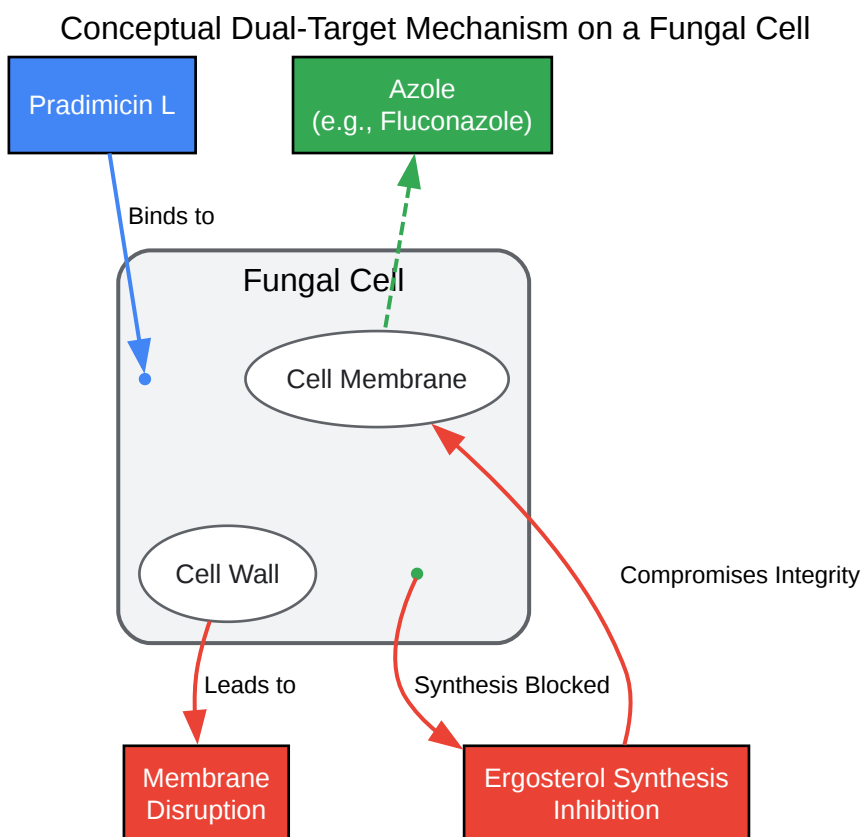 Conceptual Dual-Target Mechanism on a Fungal Cell
Pradimicin L
Azole
(e.g., Fluconazole)
Binds to
Fungal Cell
Cell Membrane
Cell Wall
Compromises Integrity
Leads to
Synthesis Blocked
Membrane
Disruption
Ergosterol Synthesis
Inhibition